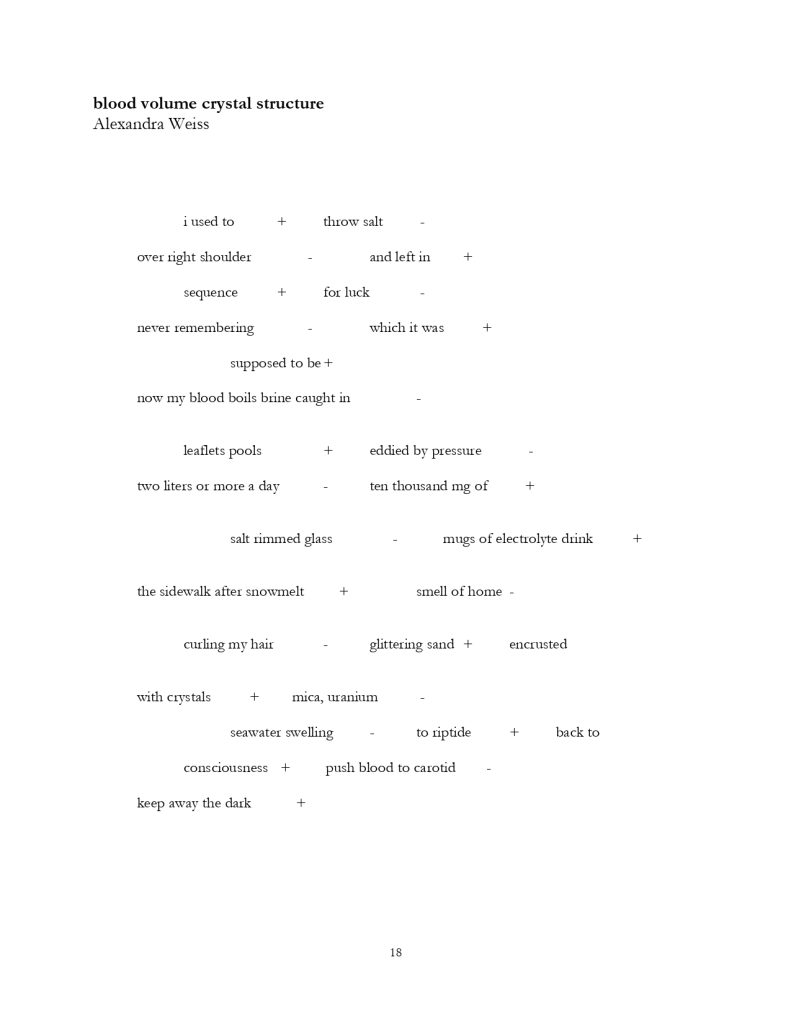 blood volume crystal structure
Alexandra Weiss
i used to + throw salt -
over right shoulder - and left in +
sequence + for luck -
never remembering - which it was +
supposed to be +
now my blood boils brine caught in -
leaflets pools + eddied by pressure -
two liters or more a day - ten thousand mg of +
salt rimmed glass - mugs of electrolyte drink +
the sidewalk after snowmelt + smell of home -
curling my hair - glittering sand + encrusted
with crystals + mica, uranium -
seawater swelling - to riptide + back to
consciousness + push blood to carotid -
keep away the dark +
18